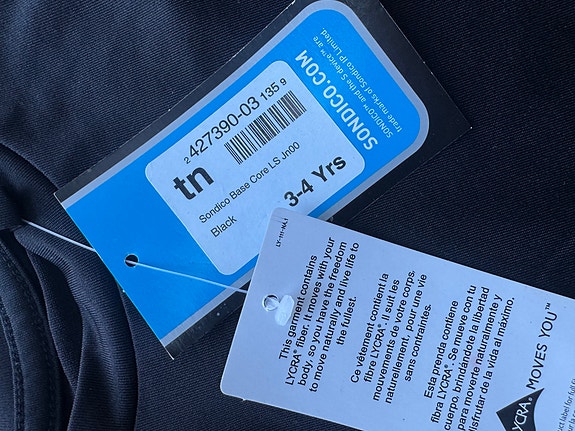 SONDICO.COM
SONDICO™ and the S device™ are
trade marks of Sondico IP Limited.
2 427390-03 135 9
tn
Sondico Base Core LS Jn00
Black
3-4 Yrs
This garment contains
LYCRA® fiber. It moves with your
body, so you have the freedom
to move naturally and live life to
the fullest.
Ce vêtement contient la
fibre LYCRA®. Il suit les
mouvements de votre corps.
naturellement, pour une vie
sans contraintes.
Esta prenda contiene
fibra LYCRA®. Se mueve con tu
cuerpo, brindándole la libertad
para moverte naturalmente y
disfrutar de la vida al máximo.
LYCRA® MOVES YOU™